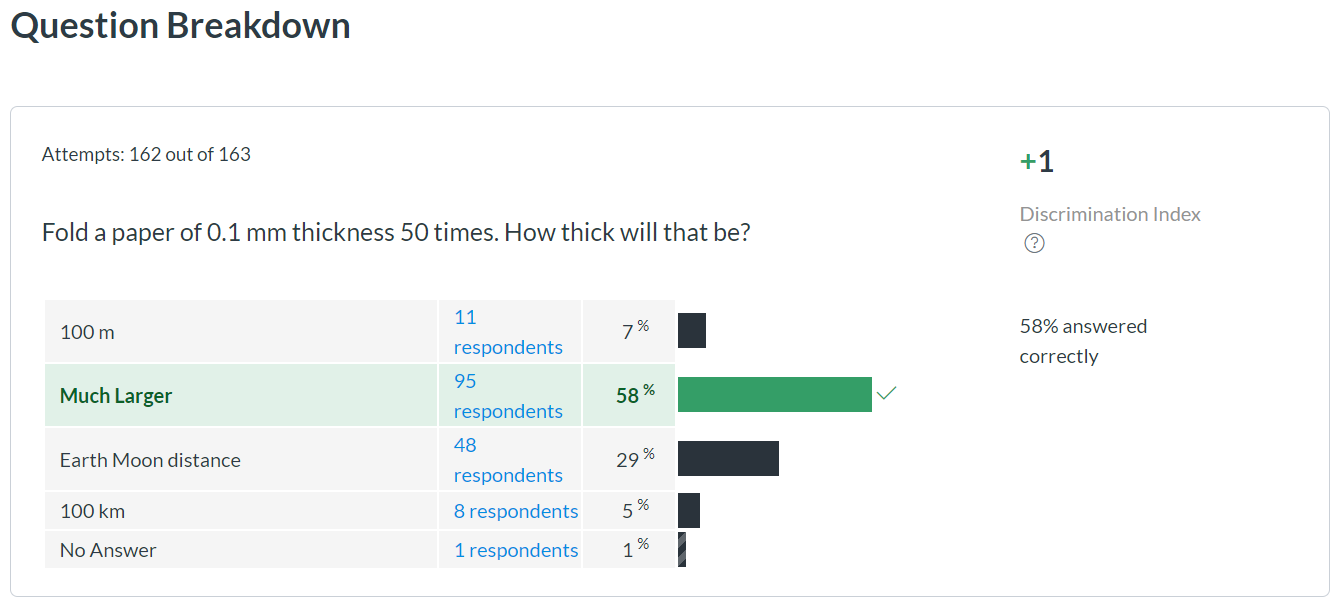 Question Breakdown
Attempts: 162 out of 163
+1
Discrimination Index
?
Fold a paper of 0.1 mm thickness 50 times. How thick will that be?
58% answered
correctly
100 m
11
respondents
7 %
Much Larger
95
respondents
58 %
Earth Moon distance
48
respondents
29 %
100 km
8 respondents
5 %
No Answer
1 respondents
1 %